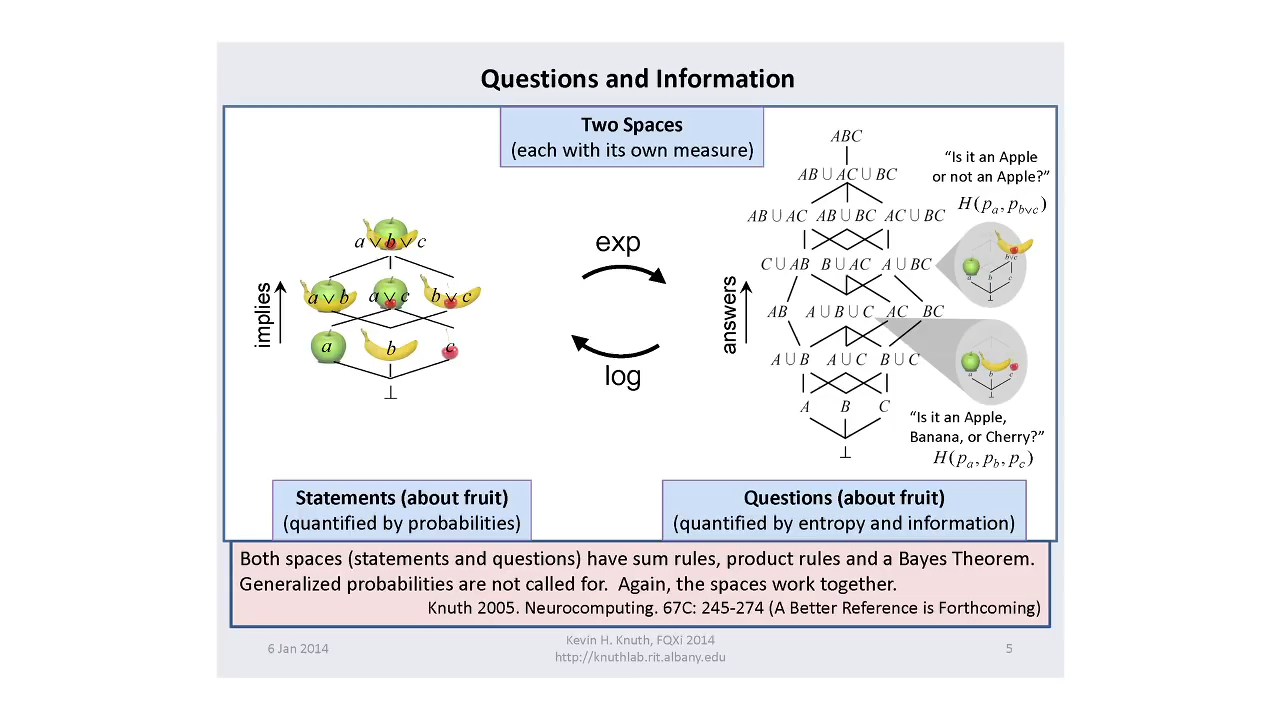 Questions and Information
Two Spaces
(each with its own measure)
a ∨ b ∨ c
a ∨ b a ∨ c b ∨ c
a b c
⊥
implies
exp
log
answers
ABC
AB ∪ AC ∪ BC
AB ∪ AC AB ∪ BC AC ∪ BC
C ∪ AB B ∪ AC A ∪ BC
AB A ∪ B ∪ C AC BC
A ∪ B A ∪ C B ∪ C
A B C
⊥
“Is it an Apple
or not an Apple?”
H(pa, pb∨c)
b∨c
a b c
⊥
a b c
⊥
“Is it an Apple,
Banana, or Cherry?”
H(pa, pb, pc)
Statements (about fruit)
(quantified by probabilities)
Questions (about fruit)
(quantified by entropy and information)
Both spaces (statements and questions) have sum rules, product rules and a Bayes Theorem.
Generalized probabilities are not called for. Again, the spaces work together.
Knuth 2005. Neurocomputing. 67C: 245-274 (A Better Reference is Forthcoming)
6 Jan 2014
Kevin H. Knuth, FQXi 2014
http://knuthlab.rit.albany.edu
5